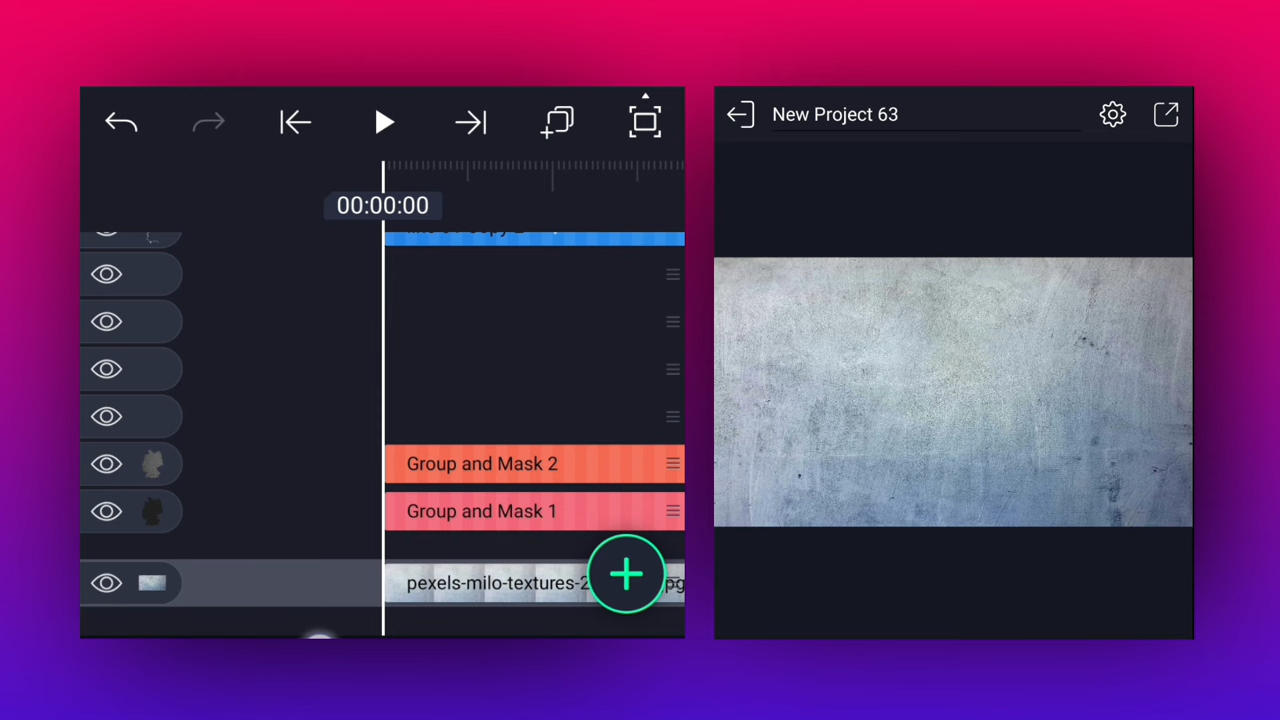 New Project 63
00:00:00
Group and Mask 2
Group and Mask 1
pexels-milo-textures-2